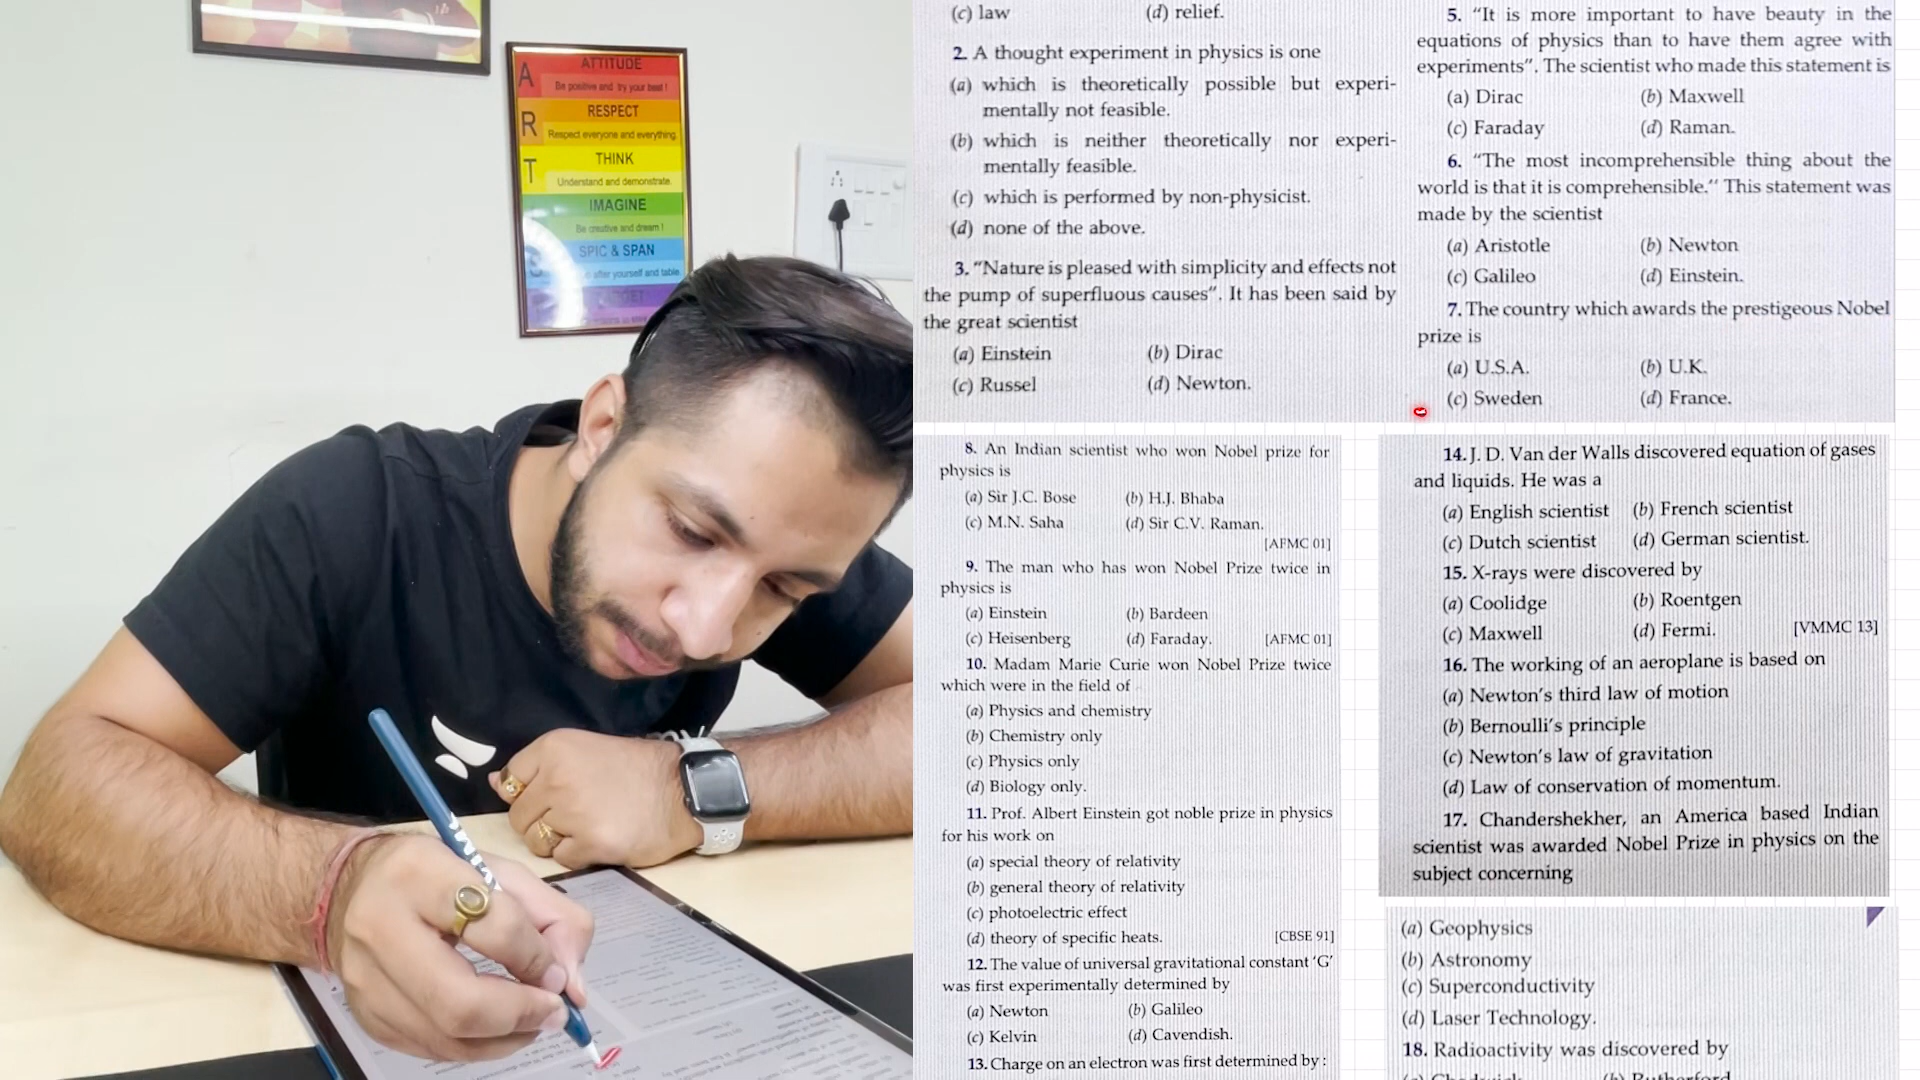 A
ATTITUDE
Be positive and try your best !
R
RESPECT
Respect everyone and everything.
T
THINK
Understand and demonstrate.
IMAGINE
Be creative and dream !
SPIC & SPAN
after yourself and table.
(c) law (d) relief.
2. A thought experiment in physics is one
(a) which is theoretically possible but experi-
mentally not feasible.
(b) which is neither theoretically nor experi-
mentally feasible.
(c) which is performed by non-physicist.
(d) none of the above.
3. “Nature is pleased with simplicity and effects not
the pump of superfluous causes”. It has been said by
the great scientist
(a) Einstein (b) Dirac
(c) Russel (d) Newton.
5. “It is more important to have beauty in the
equations of physics than to have them agree with
experiments”. The scientist who made this statement is
(a) Dirac (b) Maxwell
(c) Faraday (d) Raman.
6. “The most incomprehensible thing about the
world is that it is comprehensible.” This statement was
made by the scientist
(a) Aristotle (b) Newton
(c) Galileo (d) Einstein.
7. The country which awards the prestigeous Nobel
prize is
(a) U.S.A. (b) U.K.
(c) Sweden (d) France.
8. An Indian scientist who won Nobel prize for
physics is
(a) Sir J.C. Bose (b) H.J. Bhaba
(c) M.N. Saha (d) Sir C.V. Raman.
[AFMC 01]
9. The man who has won Nobel Prize twice in
physics is
(a) Einstein (b) Bardeen
(c) Heisenberg (d) Faraday. [AFMC 01]
10. Madam Marie Curie won Nobel Prize twice
which were in the field of
(a) Physics and chemistry
(b) Chemistry only
(c) Physics only
(d) Biology only.
11. Prof. Albert Einstein got noble prize in physics
for his work on
(a) special theory of relativity
(b) general theory of relativity
(c) photoelectric effect
(d) theory of specific heats. [CBSE 91]
12. The value of universal gravitational constant ‘G’
was first experimentally determined by
(a) Newton (b) Galileo
(c) Kelvin (d) Cavendish.
13. Charge on an electron was first determined by :
14. J. D. Van der Walls discovered equation of gases
and liquids. He was a
(a) English scientist (b) French scientist
(c) Dutch scientist (d) German scientist.
15. X-rays were discovered by
(a) Coolidge (b) Roentgen
(c) Maxwell (d) Fermi. [VMMC 13]
16. The working of an aeroplane is based on
(a) Newton's third law of motion
(b) Bernoulli's principle
(c) Newton's law of gravitation
(d) Law of conservation of momentum.
17. Chandershekher, an America based Indian
scientist was awarded Nobel Prize in physics on the
subject concerning
(a) Geophysics
(b) Astronomy
(c) Superconductivity
(d) Laser Technology.
18. Radioactivity was discovered by
(a) Chadwick (b) Rutherford